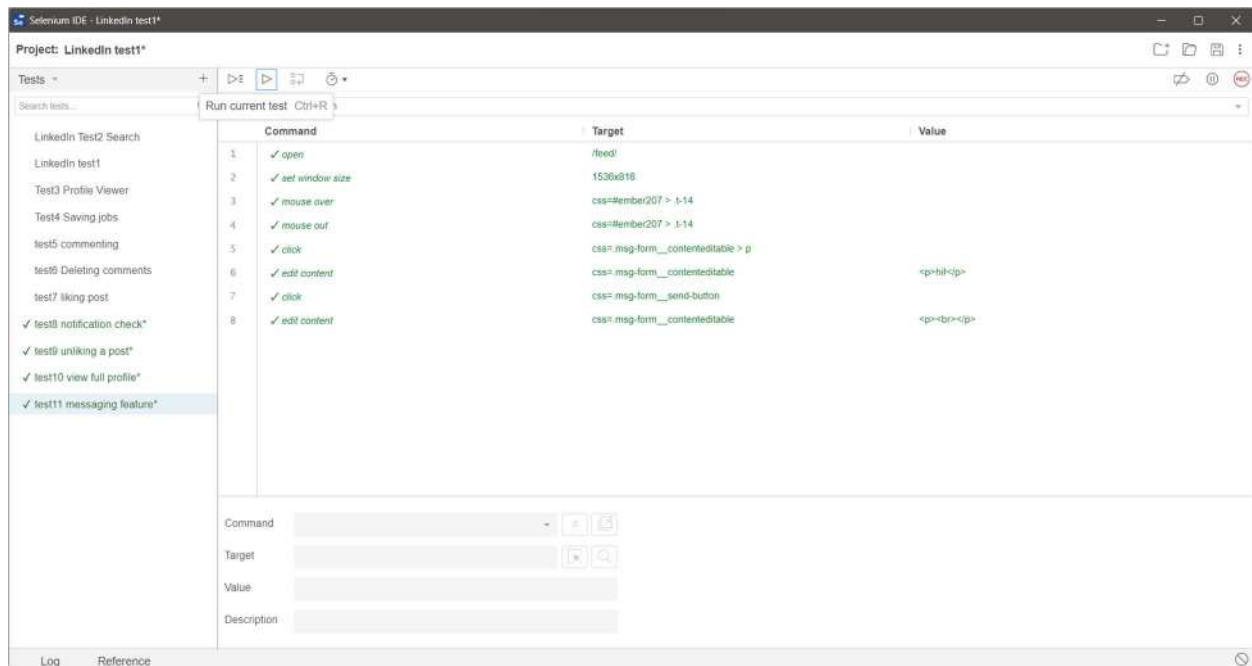 Selenium IDE - LinkedIn test1*
Project: LinkedIn test1*
Tests
Search tests...
Run current test Ctrl+R
REC
Command Target Value
1 ✓ open /feed/
2 ✓ set window size 1536x816
3 ✓ mouse over css=#ember207 > .t-14
4 ✓ mouse out css=#ember207 > .t-14
5 ✓ click css=.msg-form__contenteditable > p
6 ✓ edit content css=.msg-form__contenteditable
7 ✓ click css=.msg-form__send-button
8 ✓ edit content css=.msg-form__contenteditable <p><br></p>
LinkedIn Test2 Search
LinkedIn test1
Test3 Profile Viewer
Test4 Saving jobs
test5 commenting
test6 Deleting comments
test7 liking post
✓ test8 notification check*
✓ test9 unliking a post*
✓ test10 view full profile*
✓ test11 messaging feature*
Command
Target
Value
Description
Log Reference